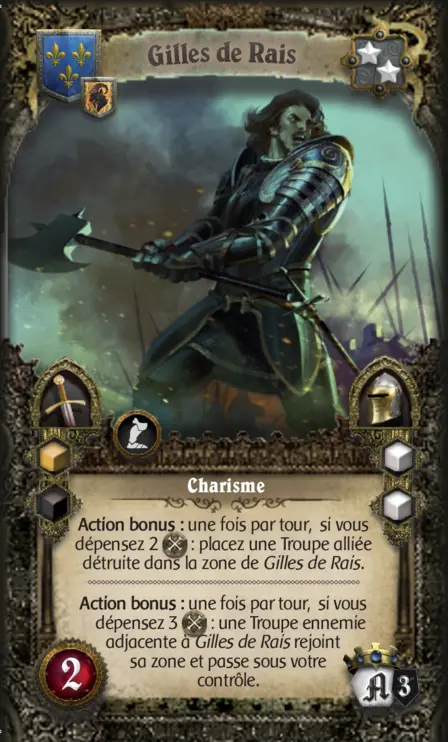 Gilles de Rais
Charisme
Action bonus : une fois par tour, si vous
dépensez 2 : placez une Troupe alliée
détruite dans la zone de Gilles de Rais.
Action bonus : une fois par tour, si vous
dépensez 3 : une Troupe ennemie
adjacente à Gilles de Rais rejoint
sa zone et passe sous votre
contrôle.
2
A 3